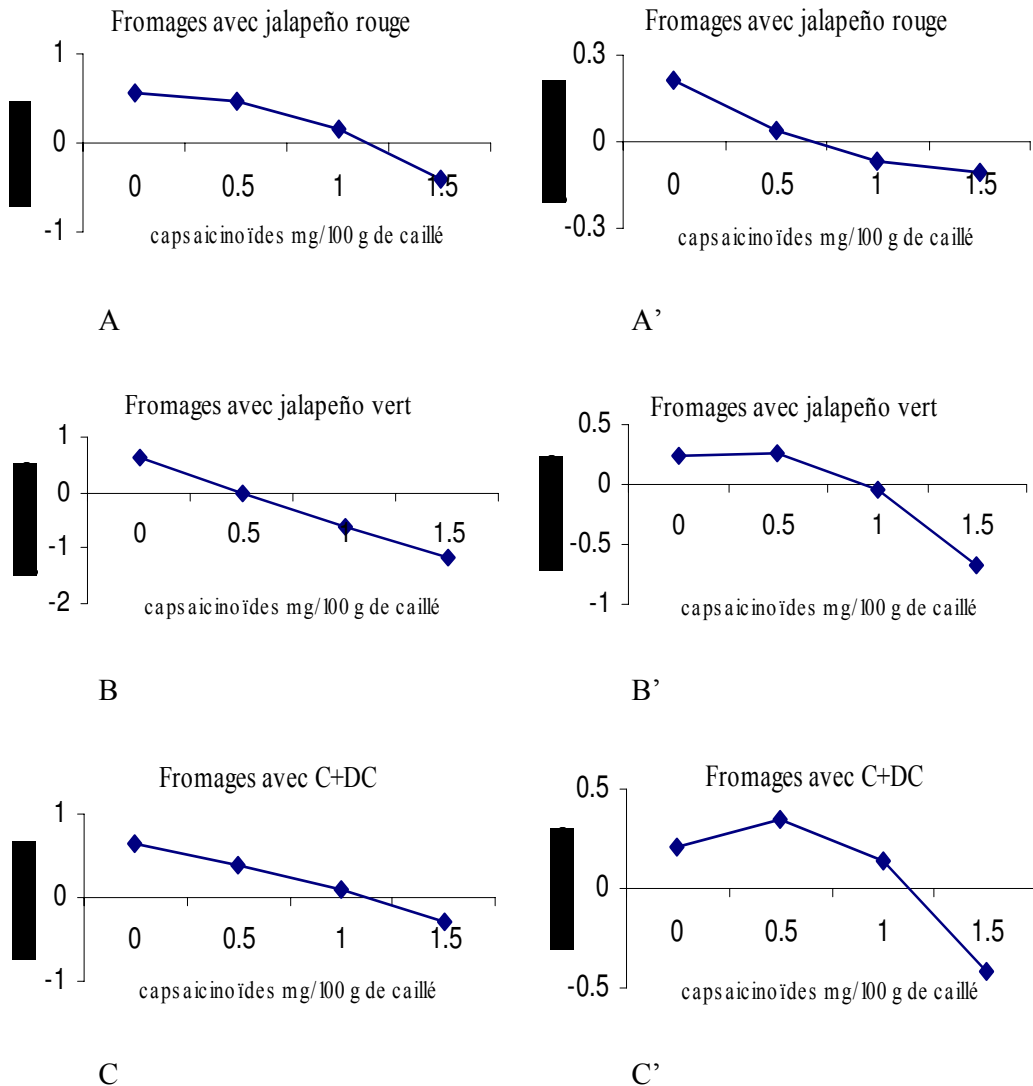 Fromages avec jalapeño rouge
1
0
-1
0 0.5 1 1.5
capsaicinoïdes mg/100 g de caillé
A
Fromages avec jalapeño rouge
0.3
0
-0.3
0 0.5 1 1.5
capsaicinoïdes mg/100 g de caillé
A’
Fromages avec jalapeño vert
1
0
-1
-2
0 0.5 1 1.5
capsaicinoïdes mg/100 g de caillé
B
Fromages avec jalapeño vert
0.5
0
-0.5
-1
0 0.5 1 1.5
capsaicinoïdes mg/100 g de caillé
B’
Fromages avec C+DC
1
0
-1
0 0.5 1 1.5
capsaicinoïdes mg/100 g de caillé
C
Fromages avec C+DC
0.5
0
-0.5
0 0.5 1 1.5
capsaicinoïdes mg/100 g de caillé
C’